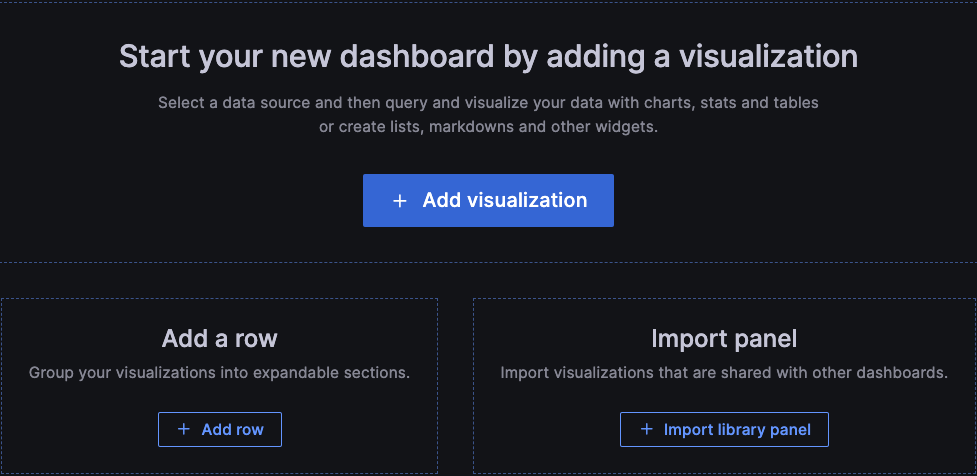 Start your new dashboard by adding a visualization
Select a data source and then query and visualize your data with charts, stats and tables
or create lists, markdowns and other widgets.
+ Add visualization
Add a row
Group your visualizations into expandable sections.
+ Add row
Import panel
Import visualizations that are shared with other dashboards.
+ Import library panel